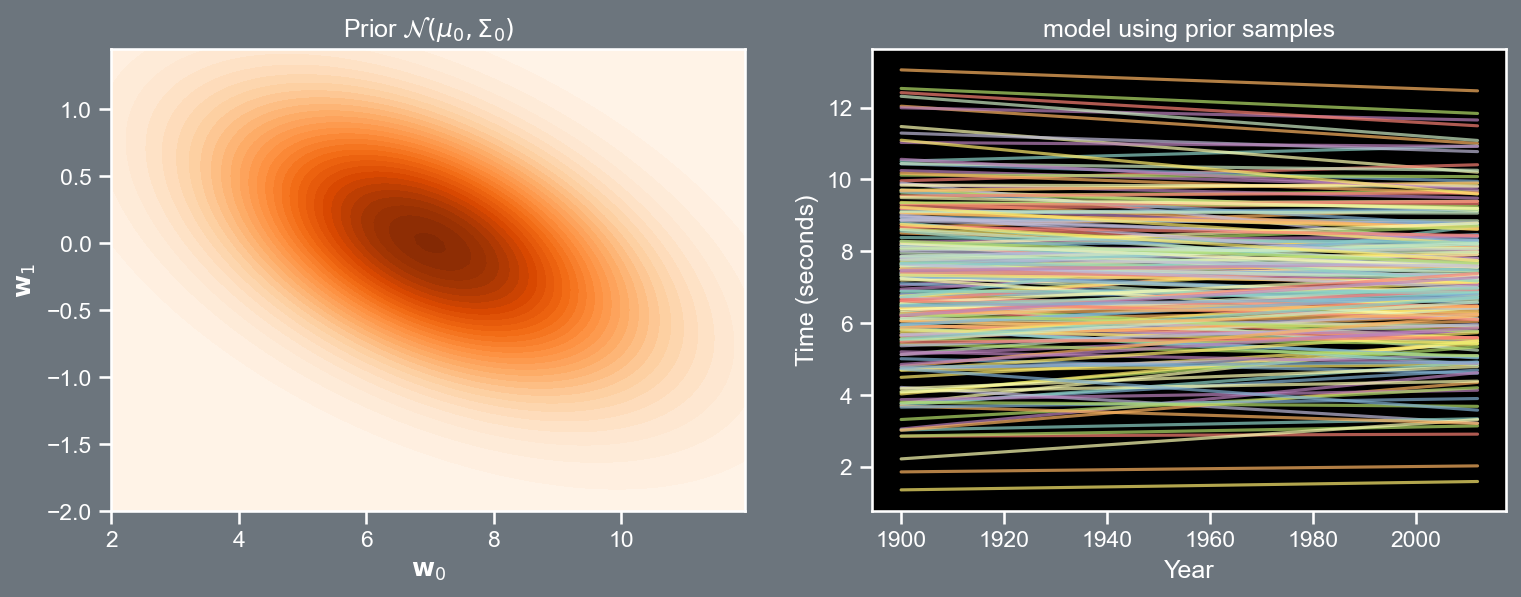 Prior 𝒩(μ₀, Σ₀)
1.0
0.5
0.0
−0.5
−1.0
−1.5
−2.0
w₁
2 4 6 8 10
w₀
model using prior samples
12
10
8
6
4
2
Time (seconds)
1900 1920 1940 1960 1980 2000
Year